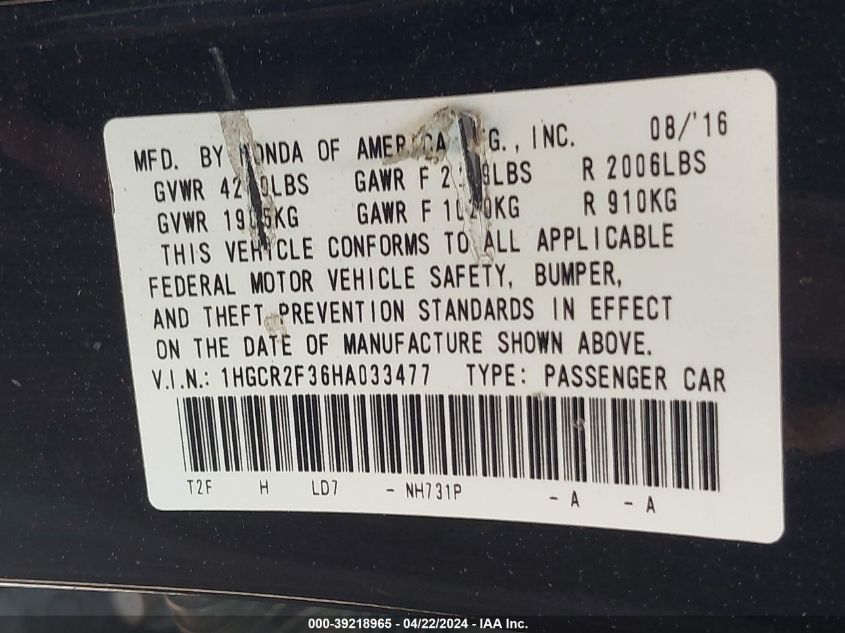 MFD. BY HONDA OF AMERICA MFG., INC. 08/'16
GVWR LBS GAWR F LBS R 2006LBS
GVWR KG GAWR F KG R 910KG
THIS VEHICLE CONFORMS TO ALL APPLICABLE
FEDERAL MOTOR VEHICLE SAFETY, BUMPER,
AND THEFT PREVENTION STANDARDS IN EFFECT
ON THE DATE OF MANUFACTURE SHOWN ABOVE.
V.I.N.: 1HGCR2F36HA033477 TYPE: PASSENGER CAR
T2F H LD7 - NH731P - A - A
000-39218965 - 04/22/2024 - IAA Inc.